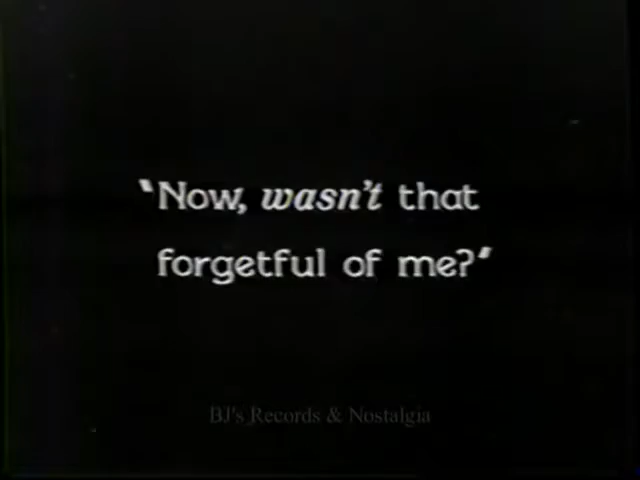 "Now, wasn't that
forgetful of me?"
BJ's Records & Nostalgia